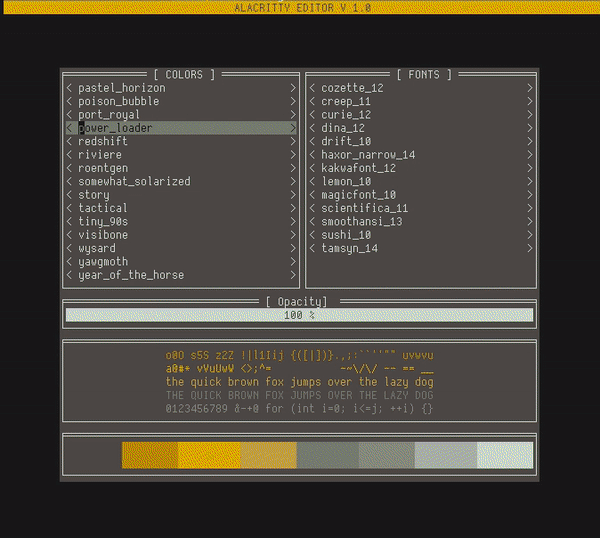 ALACRITTY EDITOR V 1.0
[ COLORS ]
< pastel_horizon >
< poison_bubble >
< port_royal >
< power_loader >
< redshift >
< riviere >
< roentgen >
< somewhat_solarized >
< story >
< tactical >
< tiny_90s >
< visibone >
< wysard >
< yawgmoth >
< year_of_the_horse >
[ FONTS ]
< cozette_12 >
< creep_11 >
< curie_12 >
< dina_12 >
< drift_10 >
< haxor_narrow_14 >
< kakwafont_12 >
< lemon_10 >
< magicfont_10 >
< scientifica_11 >
< smoothansi_13 >
< sushi_10 >
< tamsyn_14 >
[ Opacity]
100 %
o0O s5S z2Z !|l1Iij {([|])}.,;:``''"" uvwvu
a@#* vVuUwW <>;^= ~~\/\/ -- == __
the quick brown fox jumps over the lazy dog
THE QUICK BROWN FOX JUMPS OVER THE LAZY DOG
0123456789 &-+0 for (int i=0; i<=j; ++i) {}